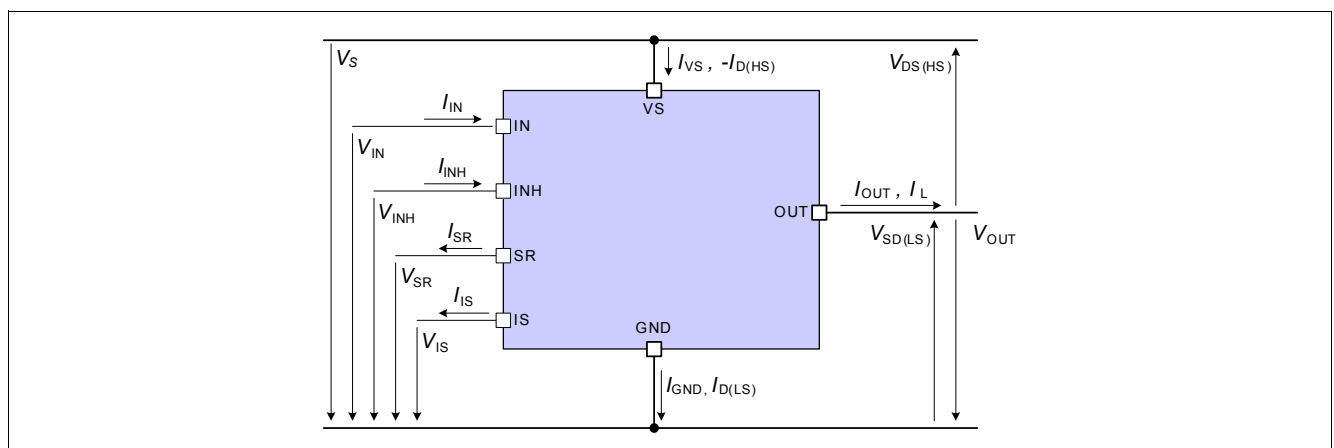 VS
IVS , -ID(HS)
VDS(HS)
VS
IIN
IN
VIN
IINH
INH
VINH
OUT
IOUT , IL
ISR
SR
VSD(LS)
VOUT
VSR
IIS
IS
VIS
GND
IGND, ID(LS)